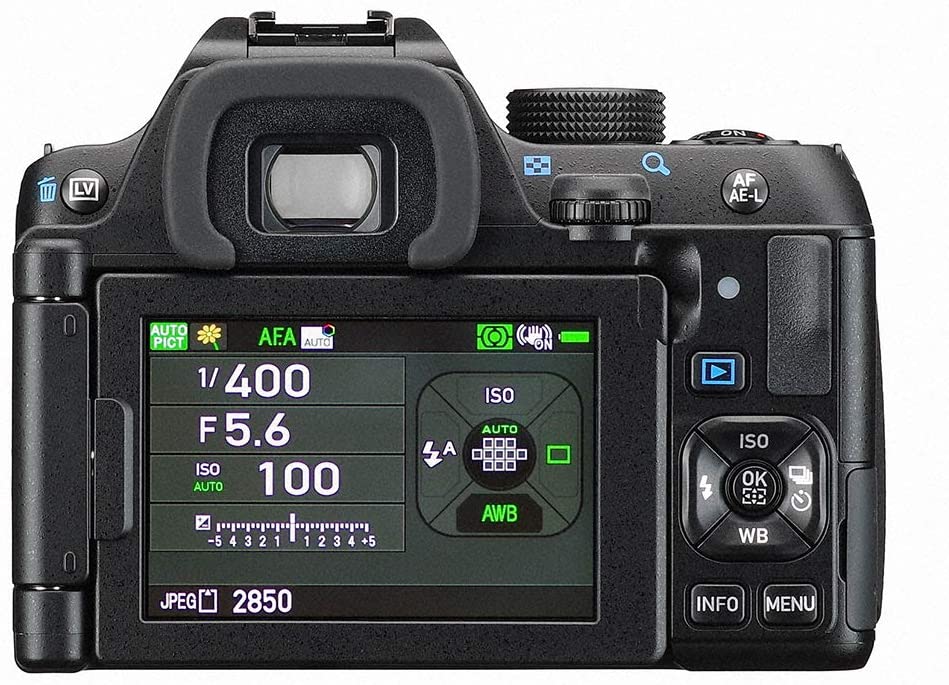 ON
LV
AF
AE-L
AUTO
PICT
AF.A
AUTO
ON
1/400
F5.6
ISO
AUTO
100
-5 4 3 2 1 1 2 3 4 +5
JPEG 2850
ISO
AUTO
A
AWB
ISO
OK
WB
INFO
MENU